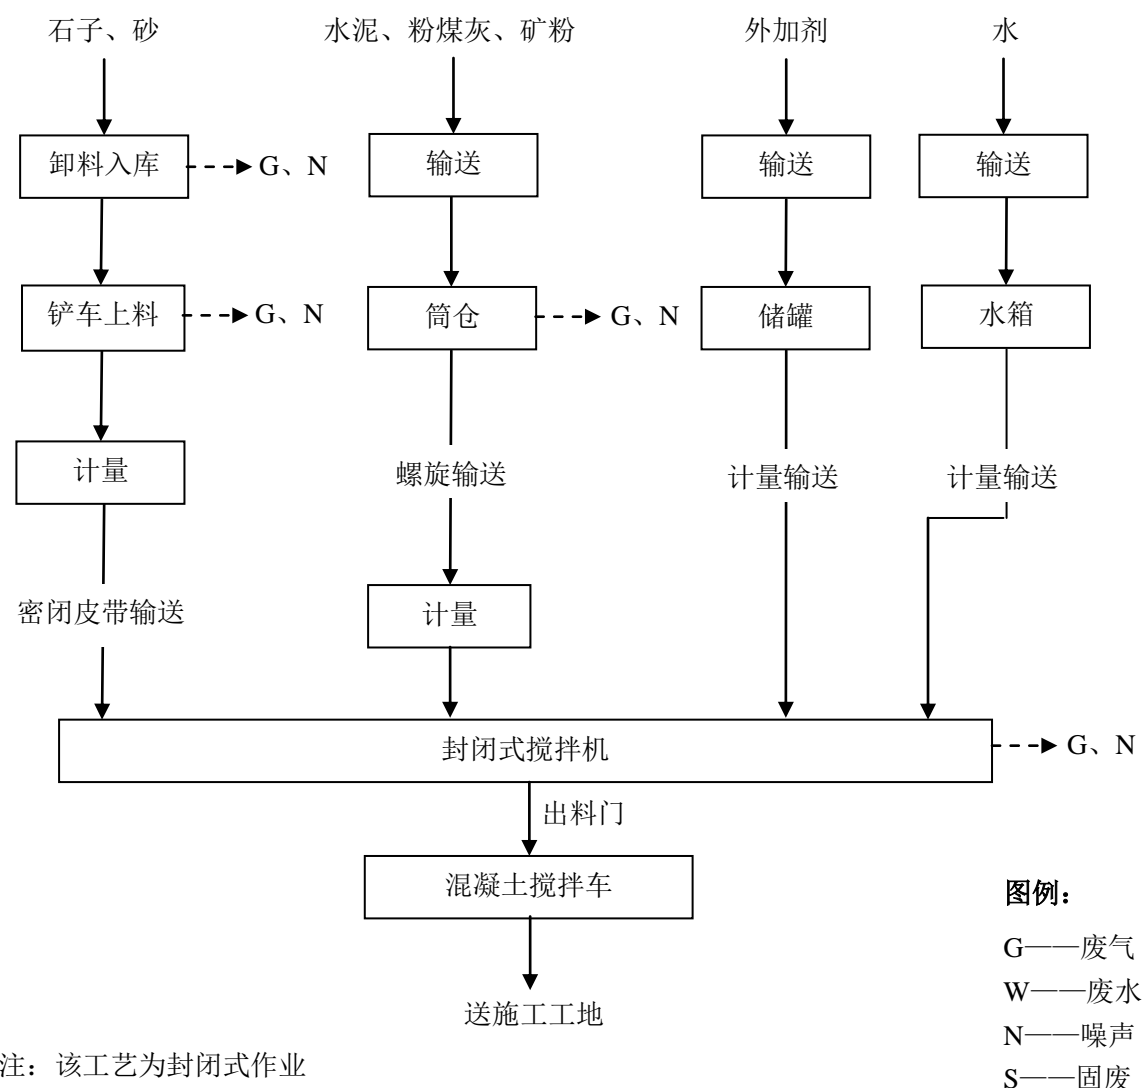 石子、砂
水泥、粉煤灰、矿粉
外加剂
水
卸料入库
G、N
输送
输送
输送
铲车上料
G、N
筒仓
G、N
储罐
水箱
计量
螺旋输送
计量输送
计量输送
密闭皮带输送
计量
封闭式搅拌机
G、N
出料门
混凝土搅拌车
送施工工地
图例：
G——废气
W——废水
N——噪声
S——固废
注：该工艺为封闭式作业